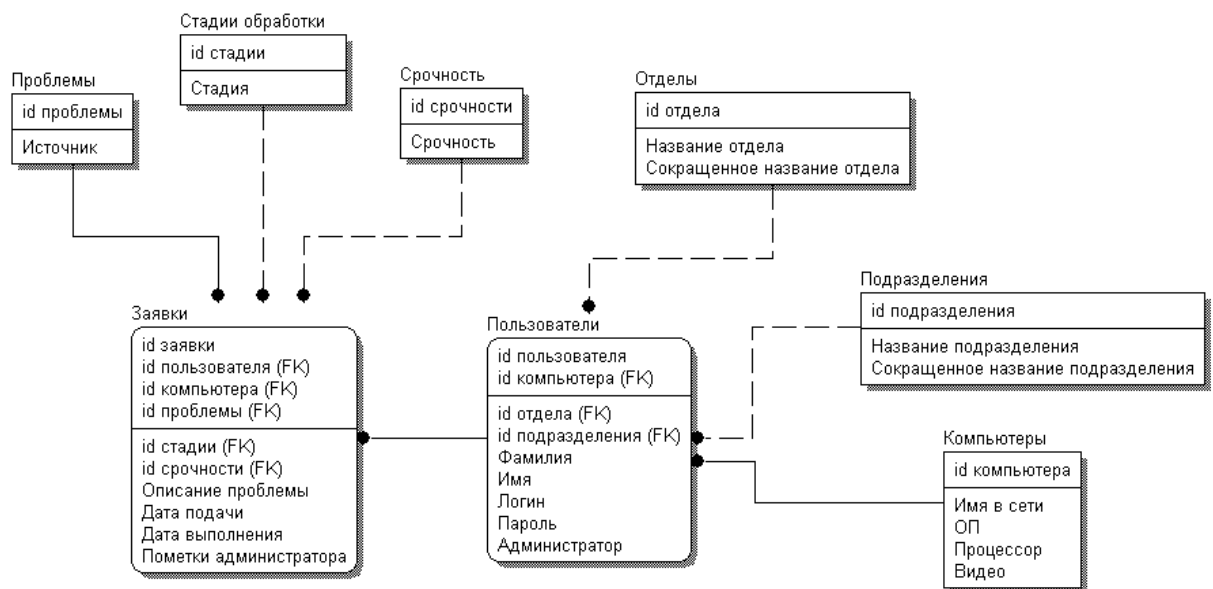 Стадии обработки
id стадии
Стадия
Проблемы
id проблемы
Источник
Срочность
id срочности
Срочность
Отделы
id отдела
Название отдела
Сокращенное название отдела
Подразделения
id подразделения
Название подразделения
Сокращенное название подразделения
Заявки
id заявки
id пользователя (FK)
id компьютера (FK)
id проблемы (FK)
id стадии (FK)
id срочности (FK)
Описание проблемы
Дата подачи
Дата выполнения
Пометки администратора
Пользователи
id пользователя
id компьютера (FK)
id отдела (FK)
id подразделения (FK)
Фамилия
Имя
Логин
Пароль
Администратор
Компьютеры
id компьютера
Имя в сети
ОП
Процессор
Видео